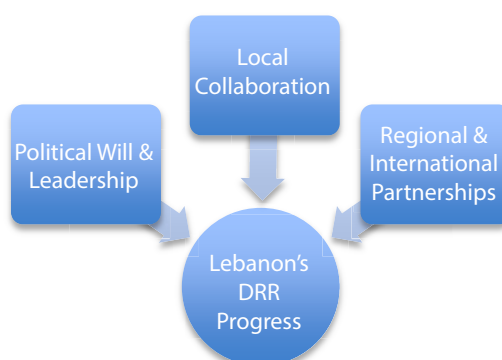 Local
Collaboration
Political Will &
Leadership
Regional &
International
Partnerships
Lebanon’s
DRR
Progress